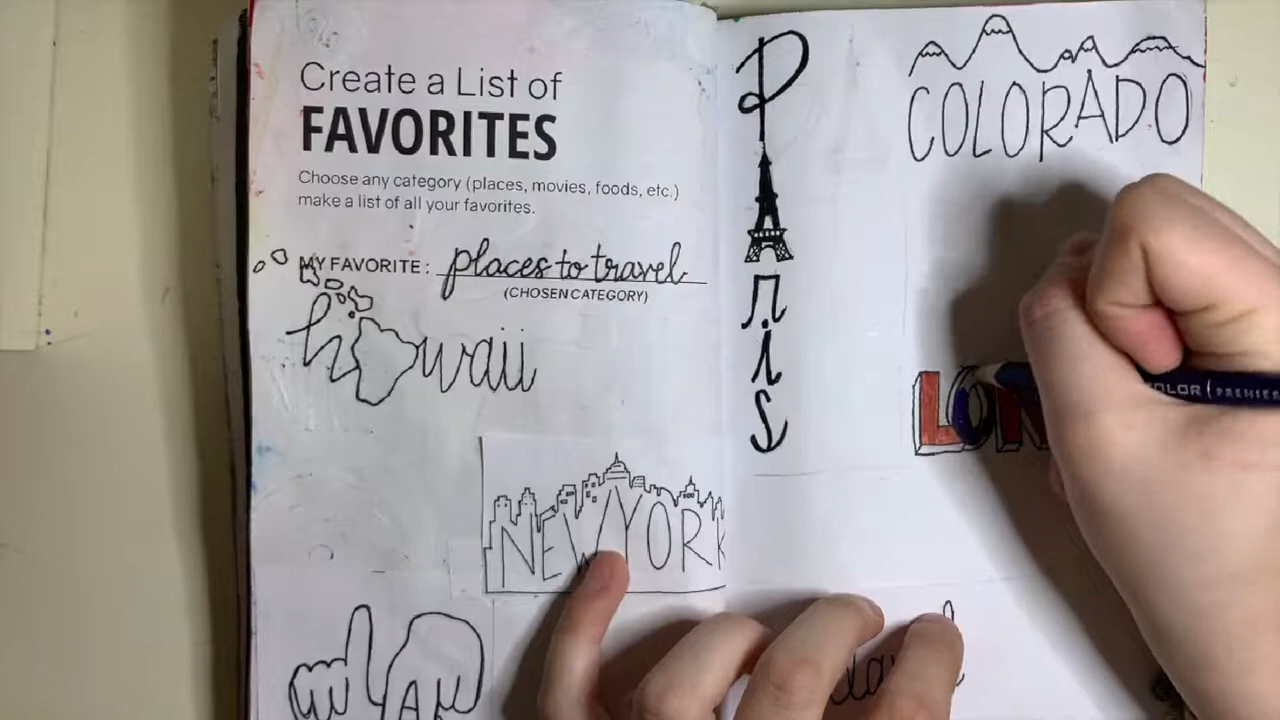 Create a List of
FAVORITES
Choose any category (places, movies, foods, etc.)
make a list of all your favorites.
MY FAVORITE: places to travel
(CHOSEN CATEGORY)
hawaii
NEW YORK
Paris
COLORADO